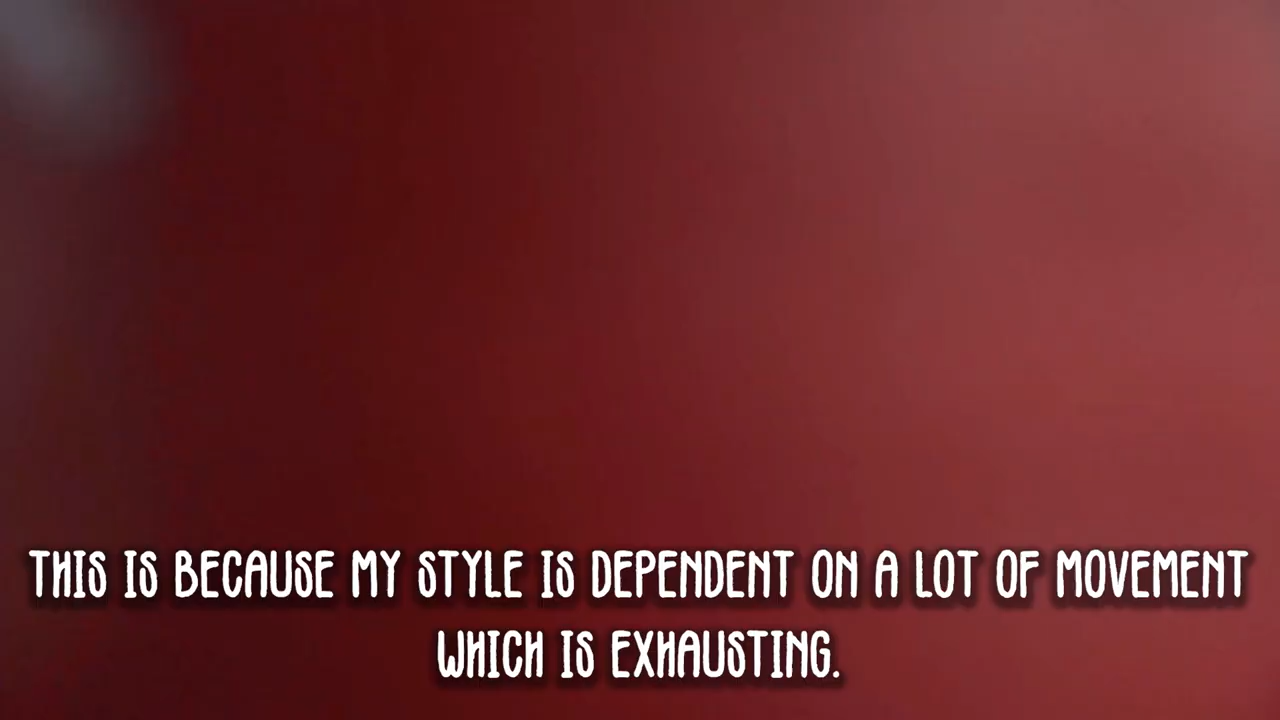 THIS IS BECAUSE MY STYLE IS DEPENDENT ON A LOT OF MOVEMENT
WHICH IS EXHAUSTING.